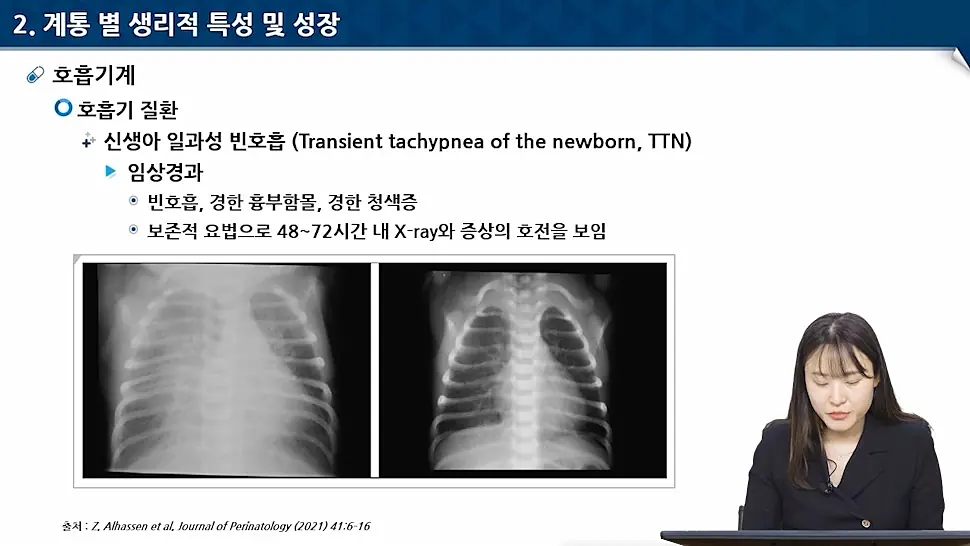 2. 계통 별 생리적 특성 및 성장
호흡기계
호흡기 질환
신생아 일과성 빈호흡 (Transient tachypnea of the newborn, TTN)
임상경과
빈호흡, 경한 흉부함몰, 경한 청색증
보존적 요법으로 48~72시간 내 X-ray와 증상의 호전을 보임
출처 : Z, Alhassen et al, Journal of Perinatology (2021) 41:6-16